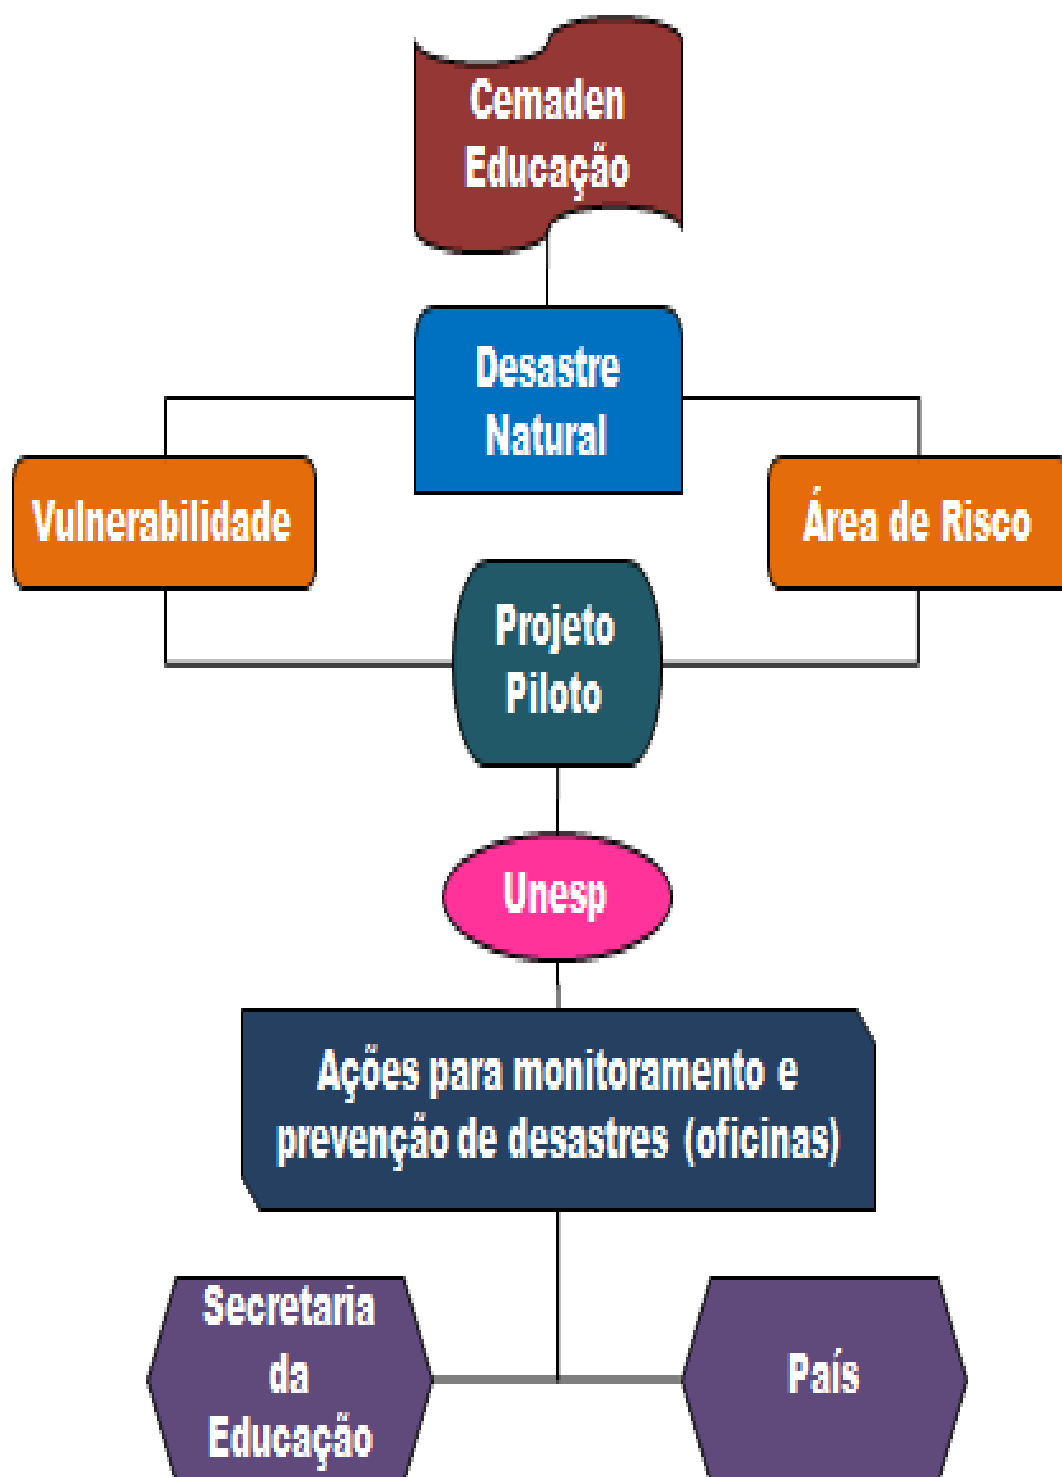 Cemaden
Educação
Desastre
Natural
Vulnerabilidade
Área de Risco
Projeto
Piloto
Unesp
Ações para monitoramento e
prevenção de desastres (oficinas)
Secretaria
da
Educação
País